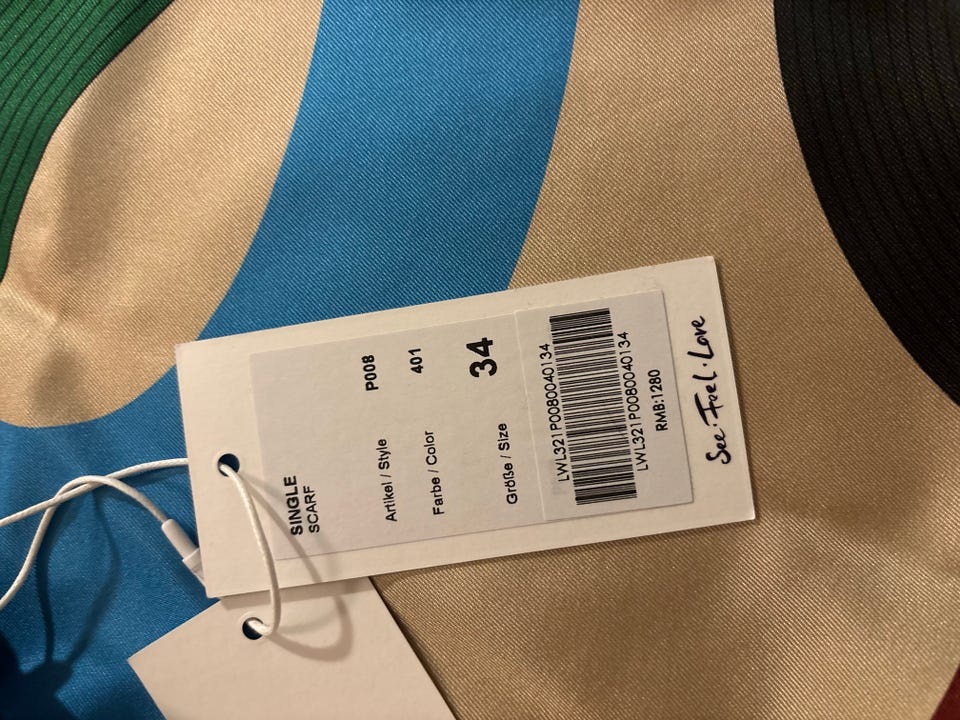 SINGLE
SCARF
Artikel / Style P008
Farbe / Color 401
Größe / Size 34
LWL321P0080040134
LWL321P0080040134
RMB:1280
See·Feel·Love